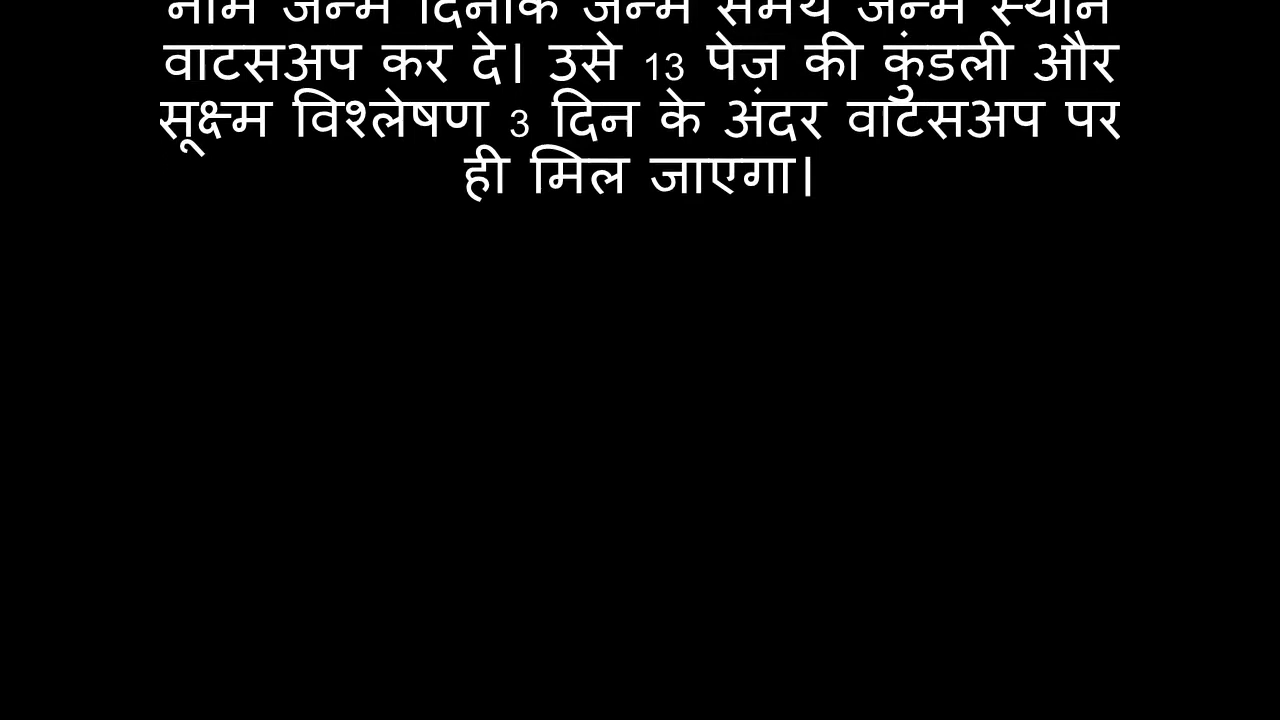 नाम जन्म दिनांक जन्म समय जन्म स्थान
वाटसअप कर दे। उसे 13 पेज की कुंडली और
सूक्ष्म विश्लेषण 3 दिन के अंदर वाटसअप पर
ही मिल जाएगा।